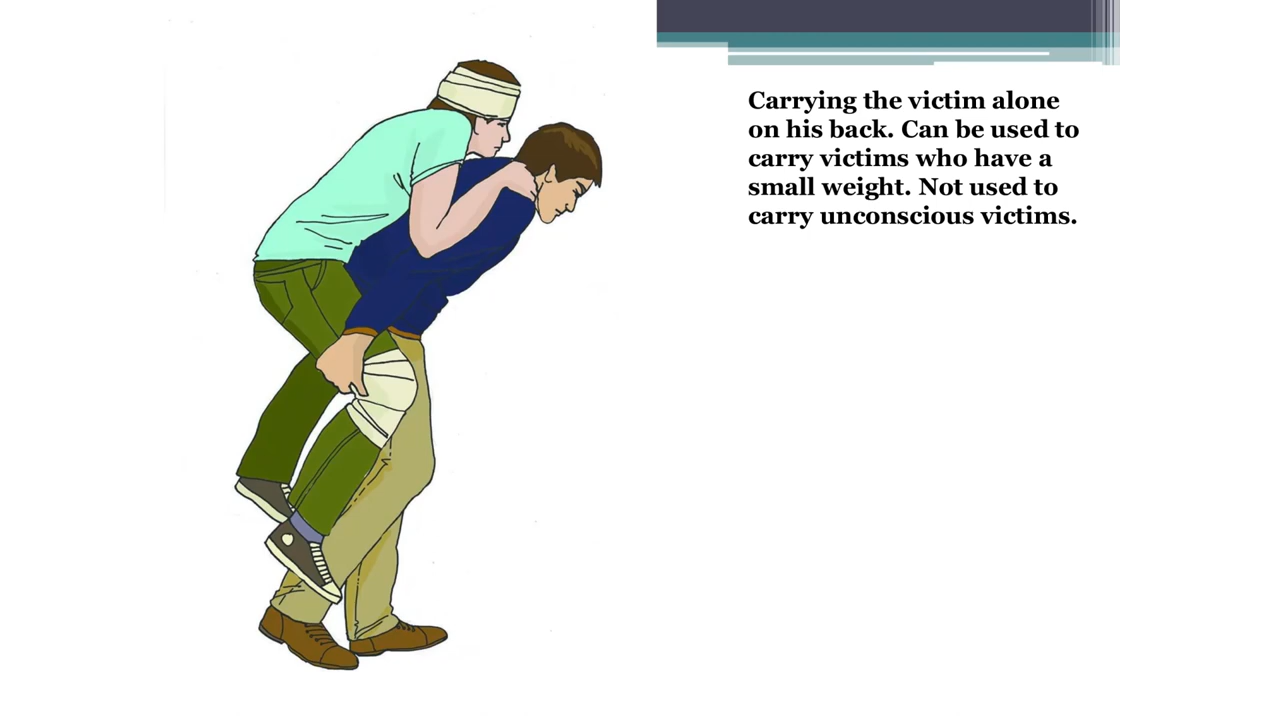 Carrying the victim alone
on his back. Can be used to
carry victims who have a
small weight. Not used to
carry unconscious victims.